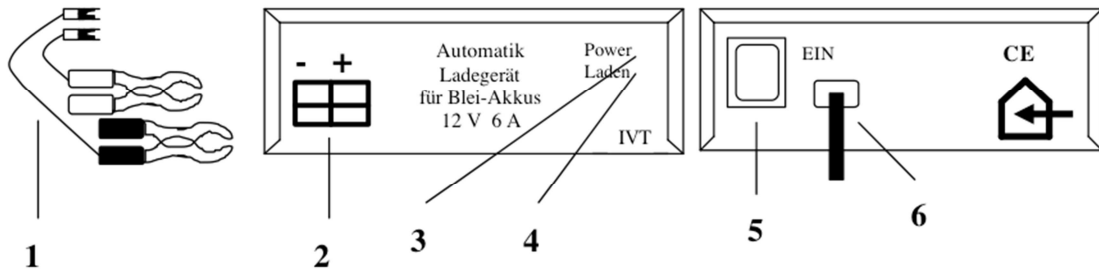 - +
Automatik
Ladegerät
für Blei-Akkus
12 V 6 A
Power
Laden
IVT
EIN
CE
1
2
3
4
5
6